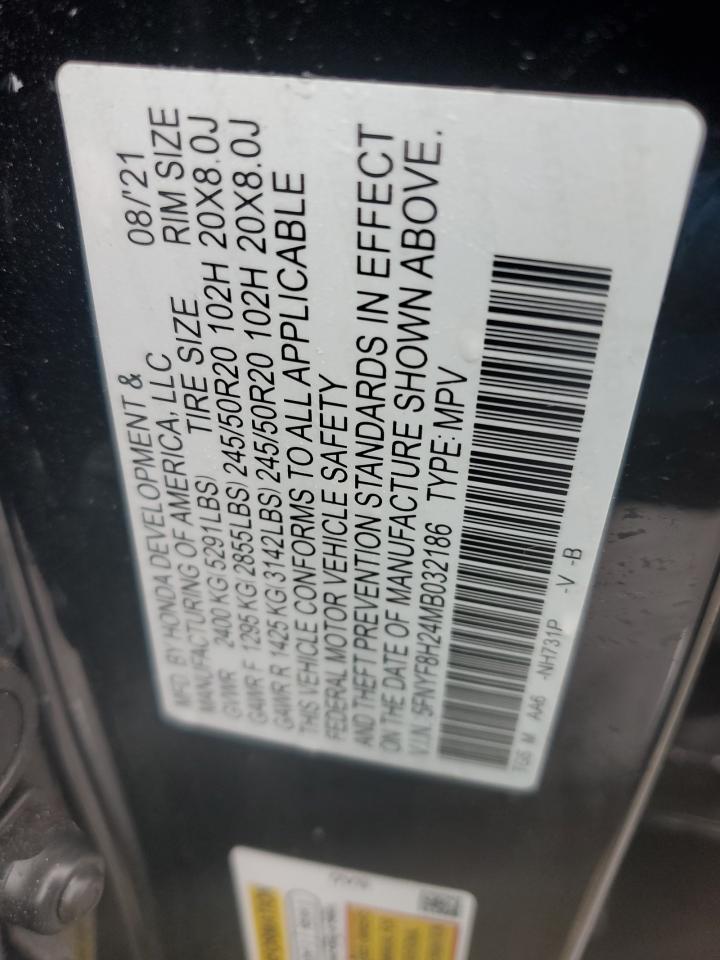 MFD. BY HONDA DEVELOPMENT & 08/'21
MANUFACTURING OF AMERICA, LLC
GVWR 2400 KG(5291LBS) TIRE SIZE RIM SIZE
GAWR F 1295 KG(2855LBS) 245/50R20 102H 20X8.0J
GAWR R 1425 KG(3142LBS) 245/50R20 102H 20X8.0J
THIS VEHICLE CONFORMS TO ALL APPLICABLE
FEDERAL MOTOR VEHICLE SAFETY
AND THEFT PREVENTION STANDARDS IN EFFECT
ON THE DATE OF MANUFACTURE SHOWN ABOVE.
V.I.N. 5FNYF8H24MB032186 TYPE: MPV
TGS M AA6 -NH731P -V -B